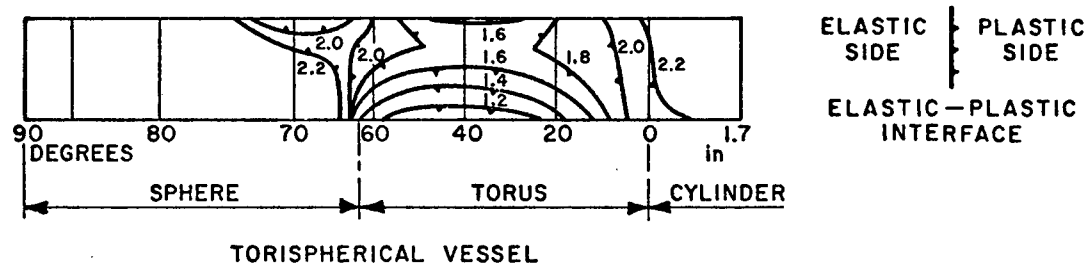 2.0
2.2
2.0
1.6
1.6
.4
.2
1.8
2.0
2.2
90 70 60 40 20 0 1.7
80
DEGREES in
SPHERE TORUS CYLINDER
TORISPHERICAL VESSEL
ELASTIC SIDE PLASTIC SIDE
ELASTIC-PLASTIC
INTERFACE